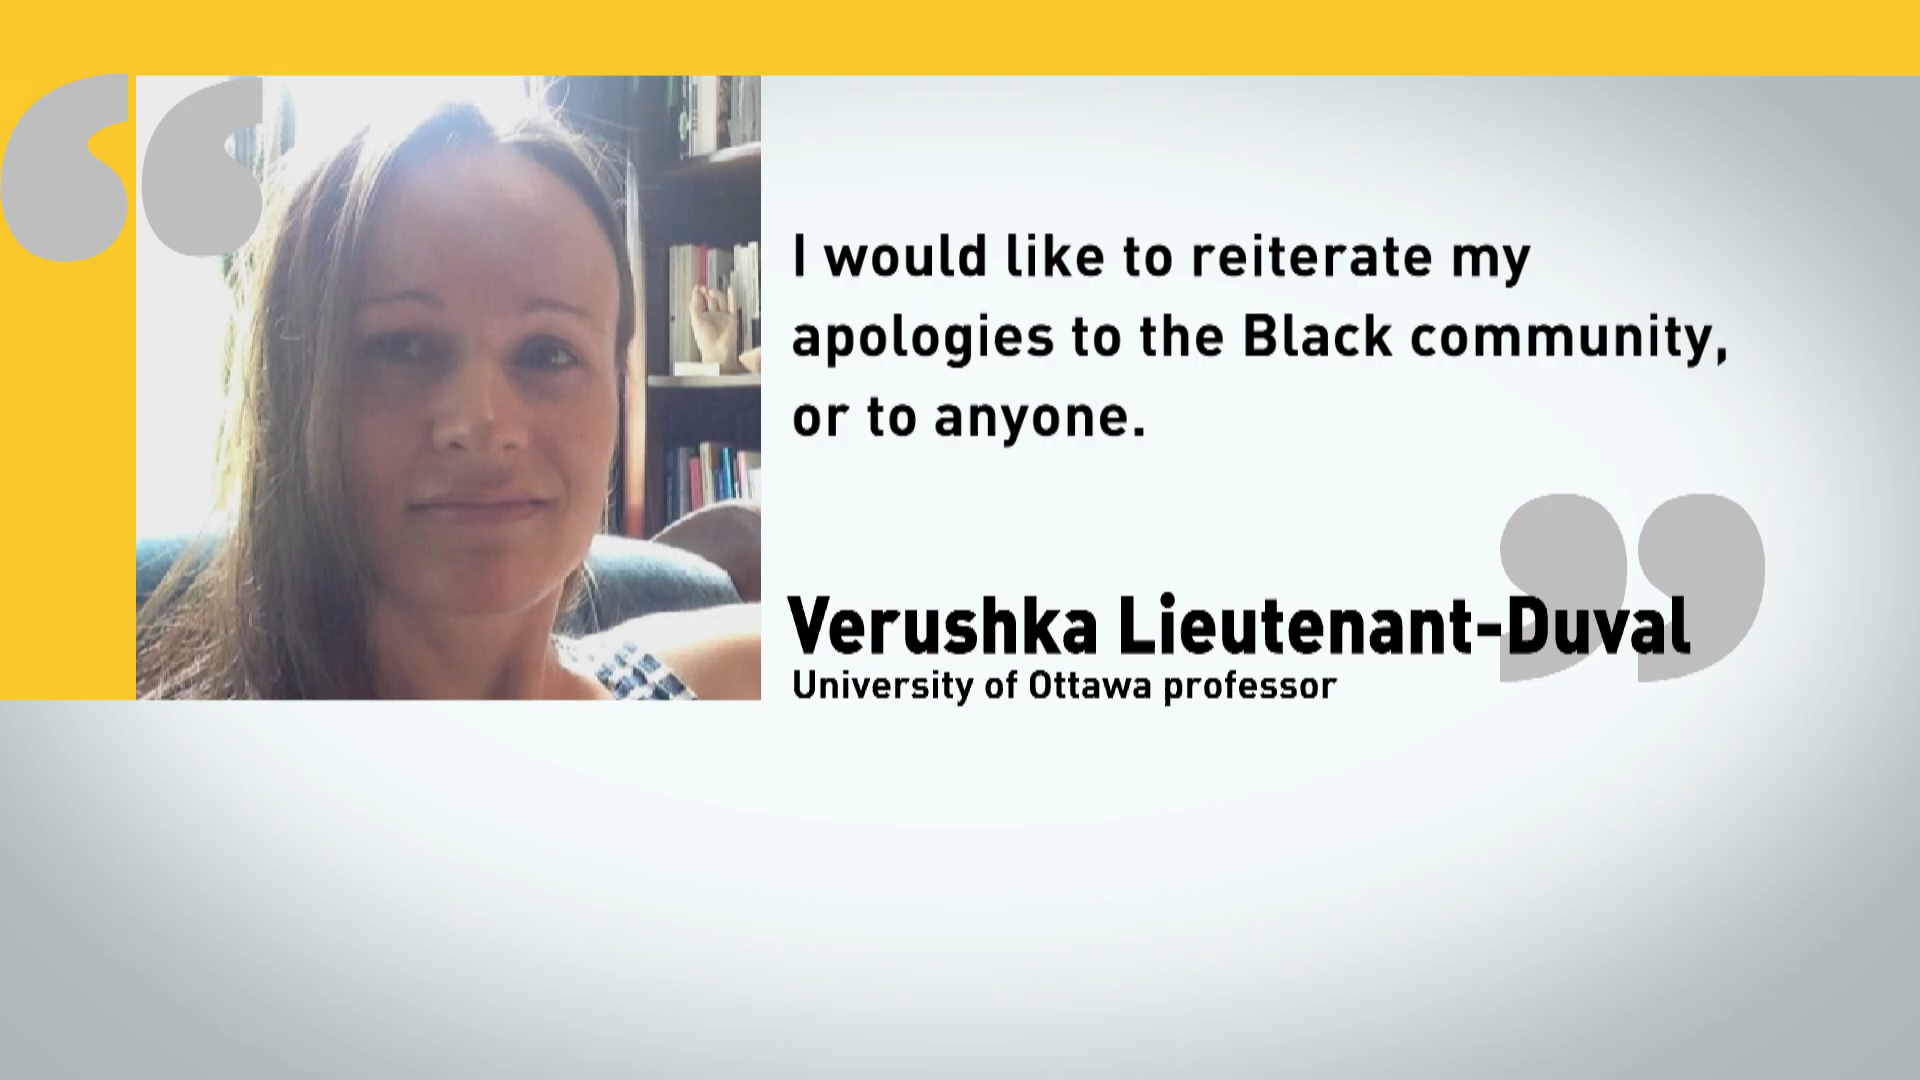 I would like to reiterate my
apologies to the Black community,
or to anyone.
Verushka Lieutenant-Duval
University of Ottawa professor